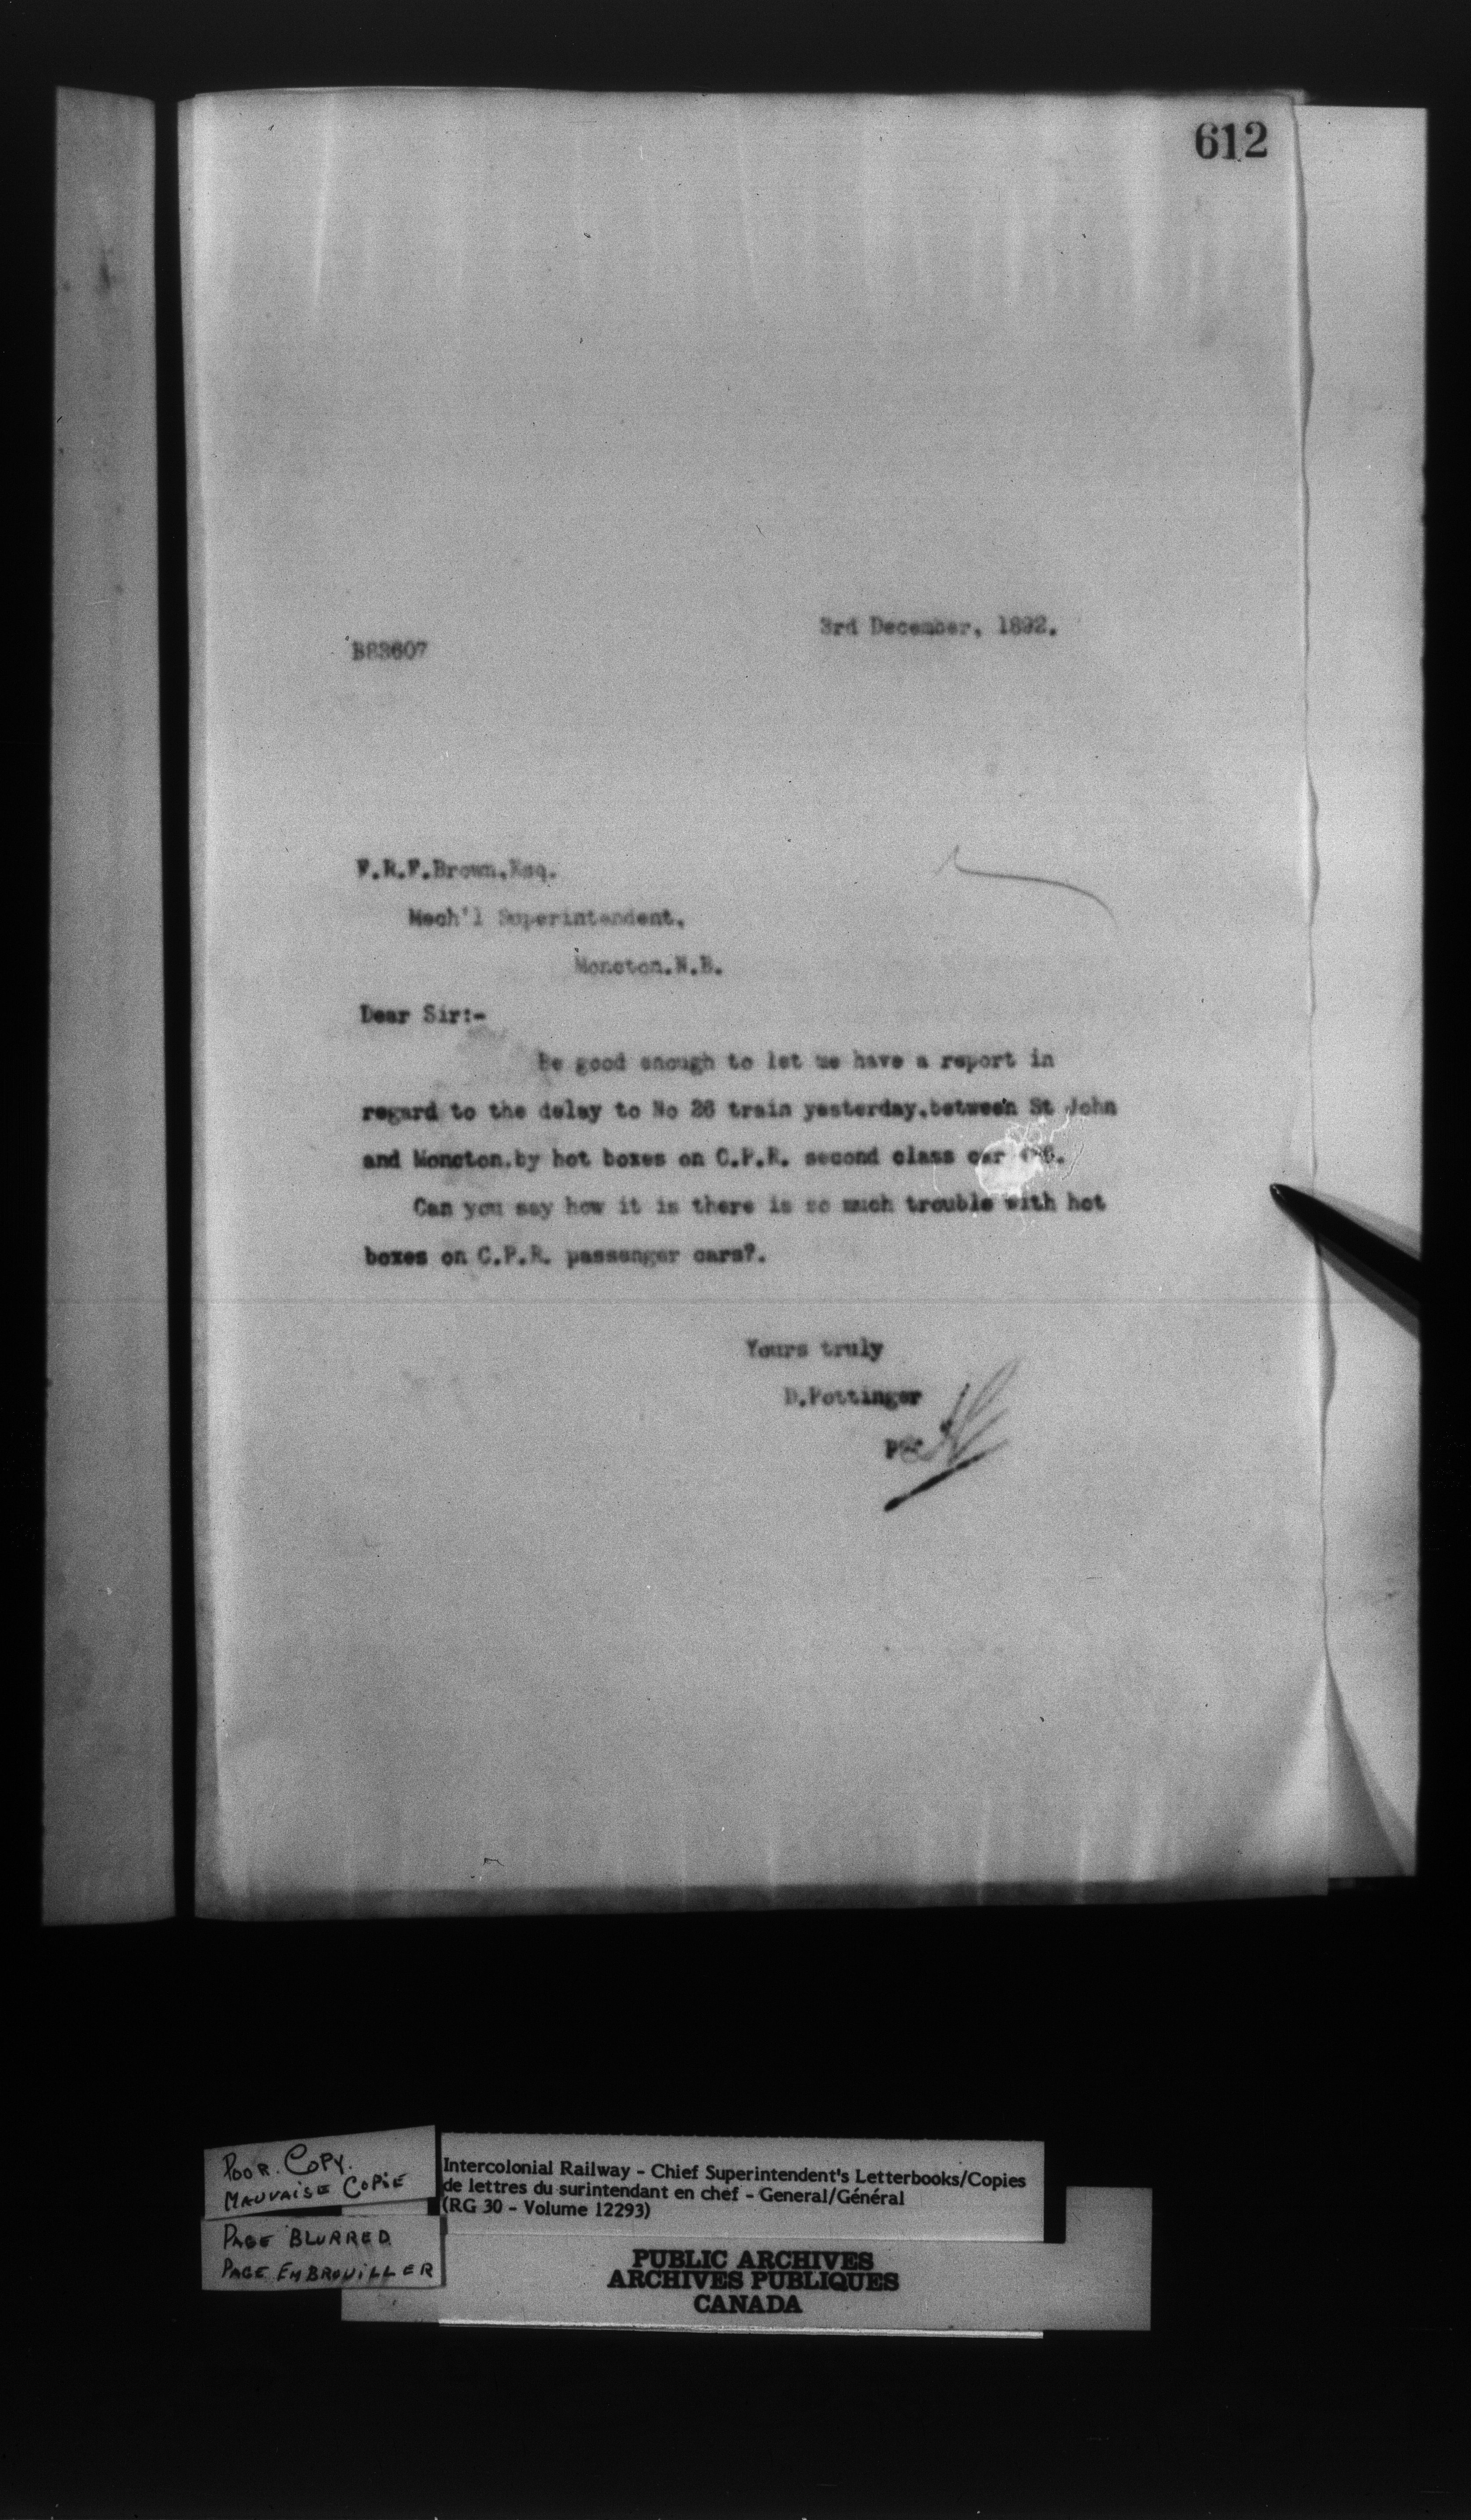 612
3rd December, 1892.
B83607
F.R.F.Brown.Esq.
Mech'l Superintendent,
Moncton.N.B.
Dear Sir:-
Be good enough to let me have a report in
regard to the delay to No 26 train yesterday.between St John
and Moncton.by hot boxes on C.P.R. second class car
Can you say how it is there is so much trouble with hot
boxes on C.P.R. passenger cars?.
Yours truly
D.Pottinger
per
POOR. COPY.
MAUVAISE COPIE
PAGE BLURRED
PAGE EMBROUILLER
Intercolonial Railway - Chief Superintendent's Letterbooks/Copies
de lettres du surintendant en chef - General/Général
(RG 30 - Volume 12293)
PUBLIC ARCHIVES
ARCHIVES PUBLIQUES
CANADA